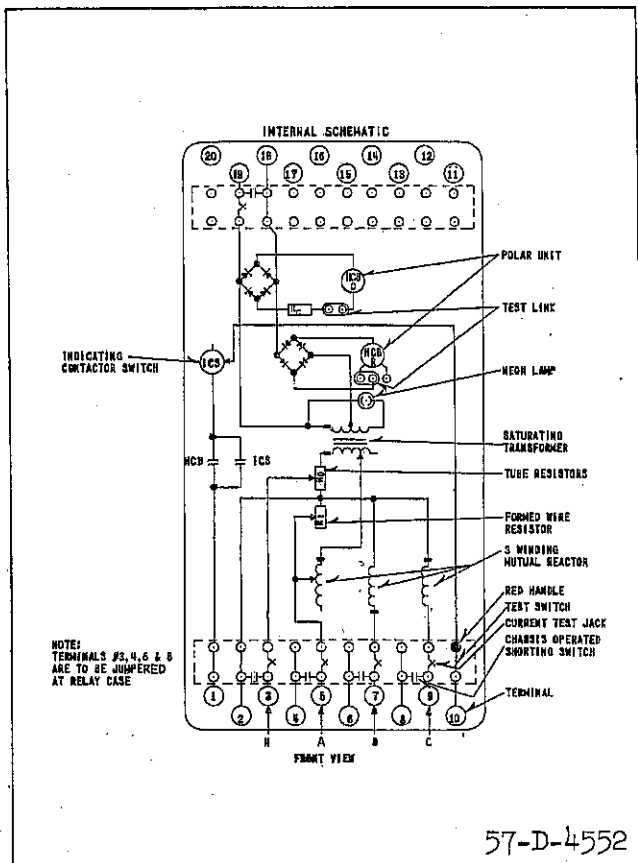 INTERNAL SCHEMATIC
20
18
16
14
12
19
17
15
13
11
POLAR UNIT
HCB
O
TEST LINK
INDICATING
CONTACTOR SWITCH
ICS
HCB
R
NEON LAMP
SATURATING
TRANSFORMER
HCB
ICS
TUBE RESISTORS
R0
FORMED WIRE
RESISTOR
R1
3 WINDING
MUTUAL REACTOR
RED HANDLE
TEST SWITCH
CURRENT TEST JACK
CHASSIS OPERATED
SHORTING SWITCH
NOTE:
TERMINALS #3,4,6 & 8
ARE TO BE JUMPERED
AT RELAY CASE
1
3
5
7
9
2
4
6
8
10
TERMINAL
N
A
B
C
FRONT VIEW
57-D-4552